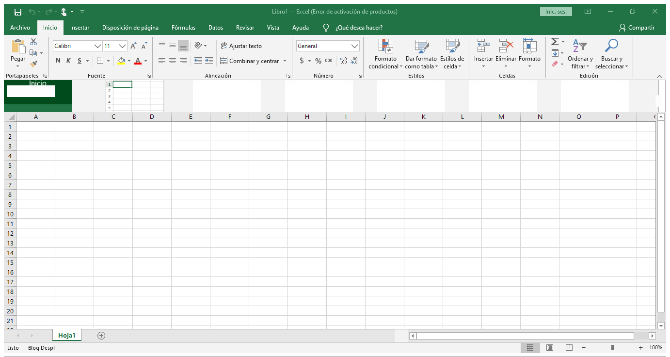 Libro1 - Excel (Error de activación de productos)
Inic. ses.
Archivo Inicio Insertar Disposición de página Fórmulas Datos Revisar Vista Ayuda ¿Qué desea hacer? Compartir
Pegar
Calibri 11 A A
N K S A
Ajustar texto
Combinar y centrar
General
$ % 000
Formato condicional
Dar formato como tabla
Estilos de celda
Insertar Eliminar Formato
Ordenar y filtrar
Buscar y seleccionar
Portapapeles Fuente Alineación Número Estilos Celdas Edición
Inicio
A B C D E F G H I J K L M N O P
1
2
3
4
5
6
7
8
9
10
11
12
13
14
15
16
17
18
19
20
21
Hoja1
Listo Bloq Despl 100%